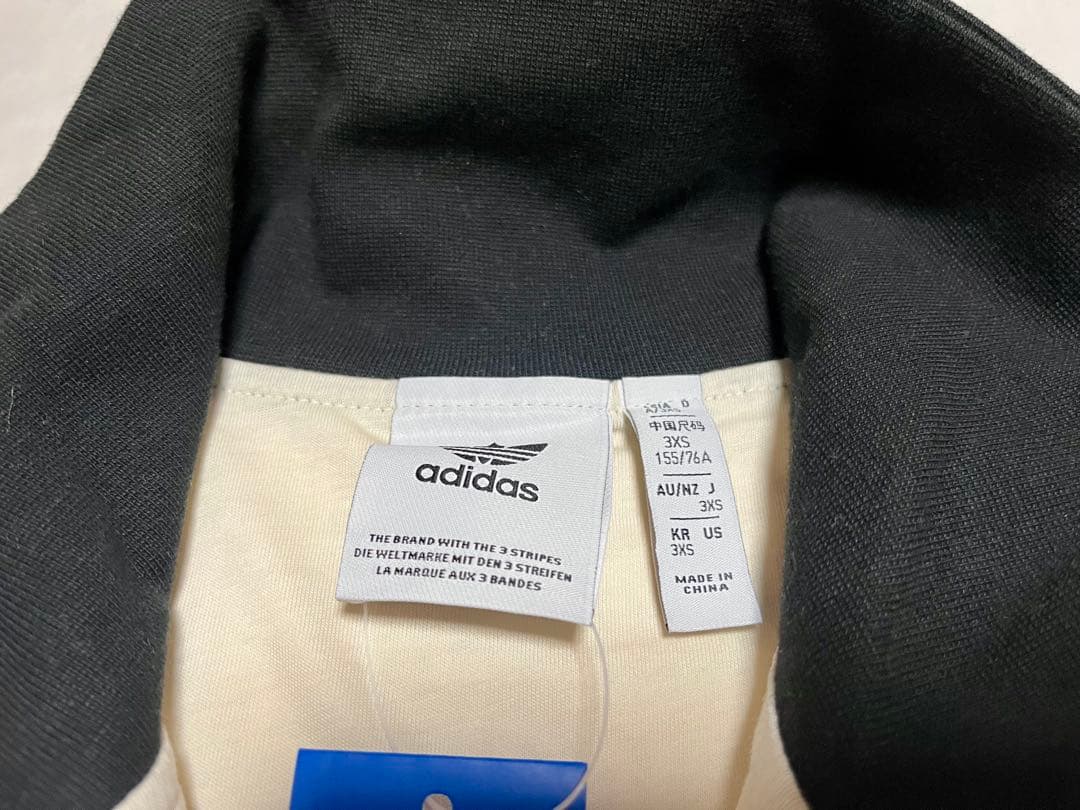 adidas
THE BRAND WITH THE 3 STRIPES
DIE WELTMARKE MIT DEN 3 STREIFEN
LA MARQUE AUX 3 BANDES
D
A/3XS
中国尺码
3XS
155/76A
AU/NZ J
3XS
KR US
3XS
MADE IN
CHINA